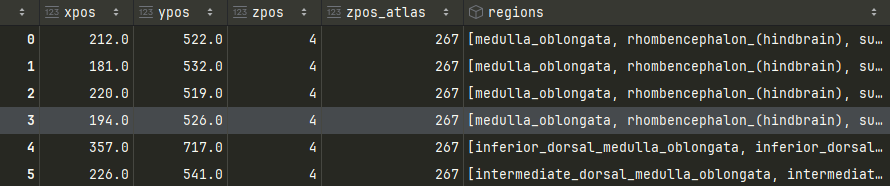 xpos ypos zpos zpos_atlas regions
0 212.0 522.0 4 267 [medulla_oblongata, rhombencephalon_(hindbrain), su…
1 181.0 532.0 4 267 [medulla_oblongata, rhombencephalon_(hindbrain), su…
2 220.0 519.0 4 267 [medulla_oblongata, rhombencephalon_(hindbrain), su…
3 194.0 526.0 4 267 [medulla_oblongata, rhombencephalon_(hindbrain), su…
4 357.0 717.0 4 267 [inferior_dorsal_medulla_oblongata, inferior_dorsal…
5 226.0 541.0 4 267 [intermediate_dorsal_medulla_oblongata, intermediat…